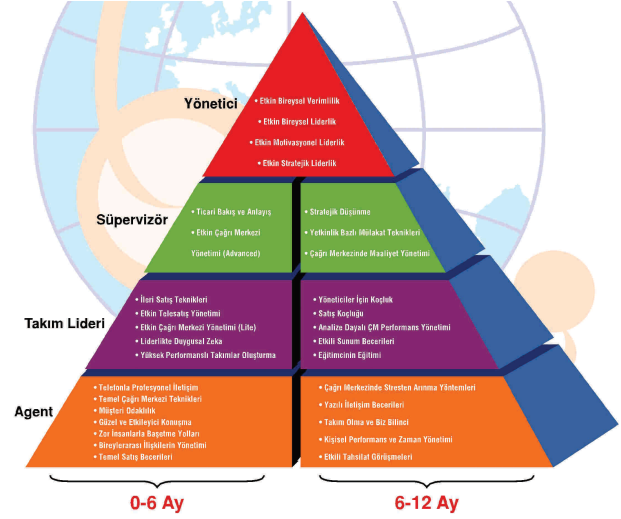 Yönetici
• Etkin Bireysel Verimlilik
• Etkin Bireysel Liderlik
• Etkin Motivasyonel Liderlik
• Etkin Stratejik Liderlik
Süpervizör
• Ticari Bakış ve Anlayış
• Etkin Çağrı Merkezi
Yönetimi (Advanced)
• Stratejik Düşünme
• Yetkinlik Bazlı Mülakat Teknikleri
• Çağrı Merkezinde Maaliyet Yönetimi
Takım Lideri
• İleri Satış Teknikleri
• Etkin Telesatış Yönetimi
• Etkin Çağrı Merkezi Yönetimi (Lite)
• Liderlikte Duygusal Zeka
• Yüksek Performanslı Takımlar Oluşturma
• Yöneticiler İçin Koçluk
• Satış Koçluğu
• Analize Dayalı ÇM Performans Yönetimi
• Etkili Sunum Becerileri
• Eğitimcinin Eğitimi
Agent
• Telefonla Profesyonel İletişim
• Temel Çağrı Merkezi Teknikleri
• Müşteri Odaklılık
• Güzel ve Etkileyici Konuşma
• Zor İnsanlarla Başetme Yolları
• Bireylerarası İlişkilerin Yönetimi
• Temel Satış Becerileri
• Çağrı Merkezinde Stresten Arınma Yöntemleri
• Yazılı İletişim Becerileri
• Takım Olma ve Biz Bilinci
• Kişisel Performans ve Zaman Yönetimi
• Etkili Tahsilat Görüşmeleri
0-6 Ay
6-12 Ay